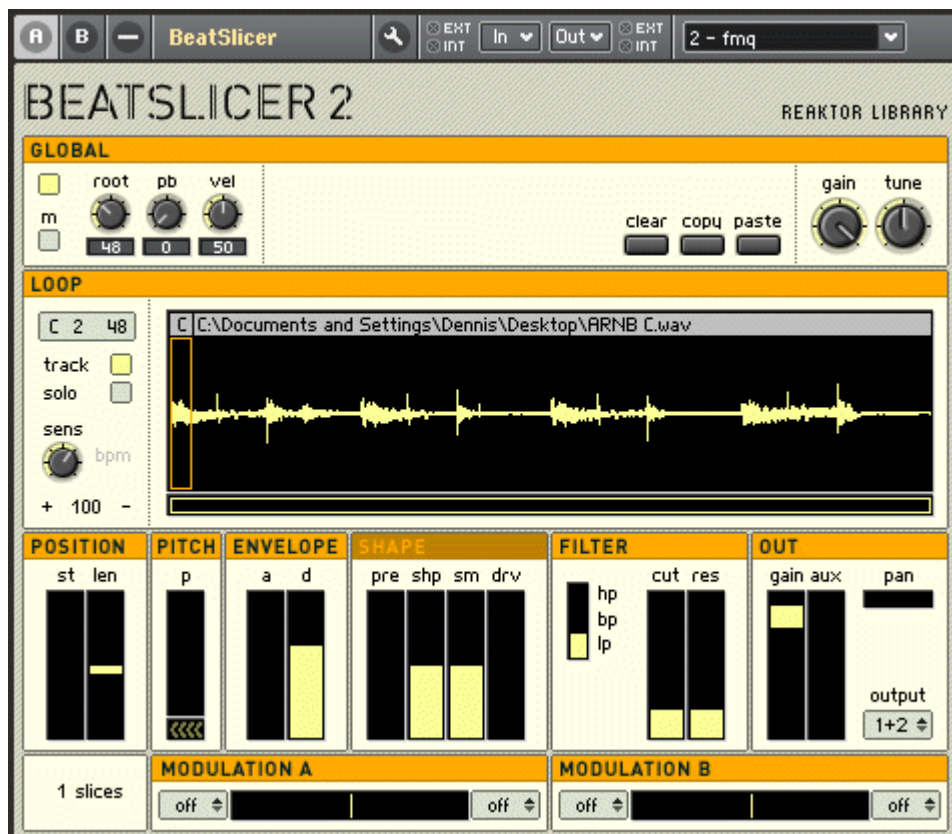 A B BeatSlicer EXT INT In Out EXT INT 2 - fmq
BEATSLICER 2
REAKTOR LIBRARY
GLOBAL
root pb vel gain tune
m clear copy paste
48 0 50
LOOP
C 2 48 C C:\Documents and Settings\Dennis\Desktop\ARNB C.wav
track
solo
sens
bpm
+ 100 -
POSITION PITCH ENVELOPE SHAPE FILTER OUT
st len p a d pre shp sm drv cut res gain aux pan
hp
bp
lp
output
1+2
MODULATION A MODULATION B
1 slices off off off off